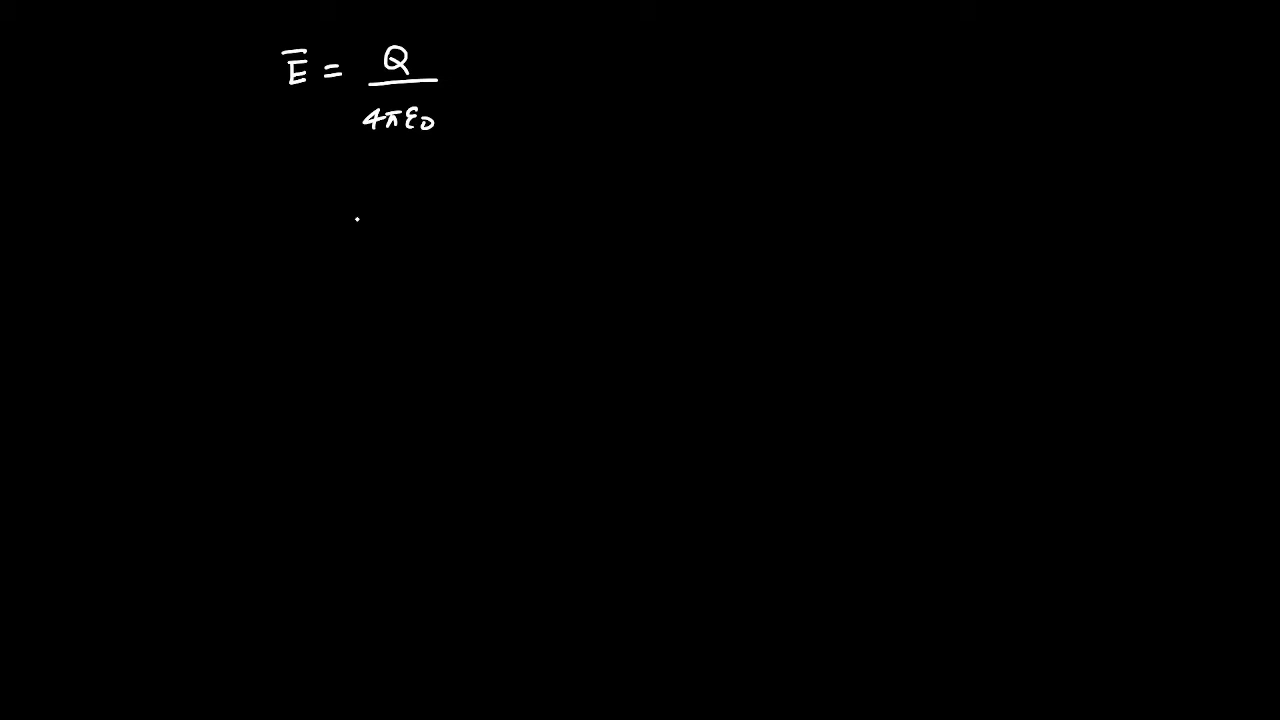 E̅ = Q / 4πε₀